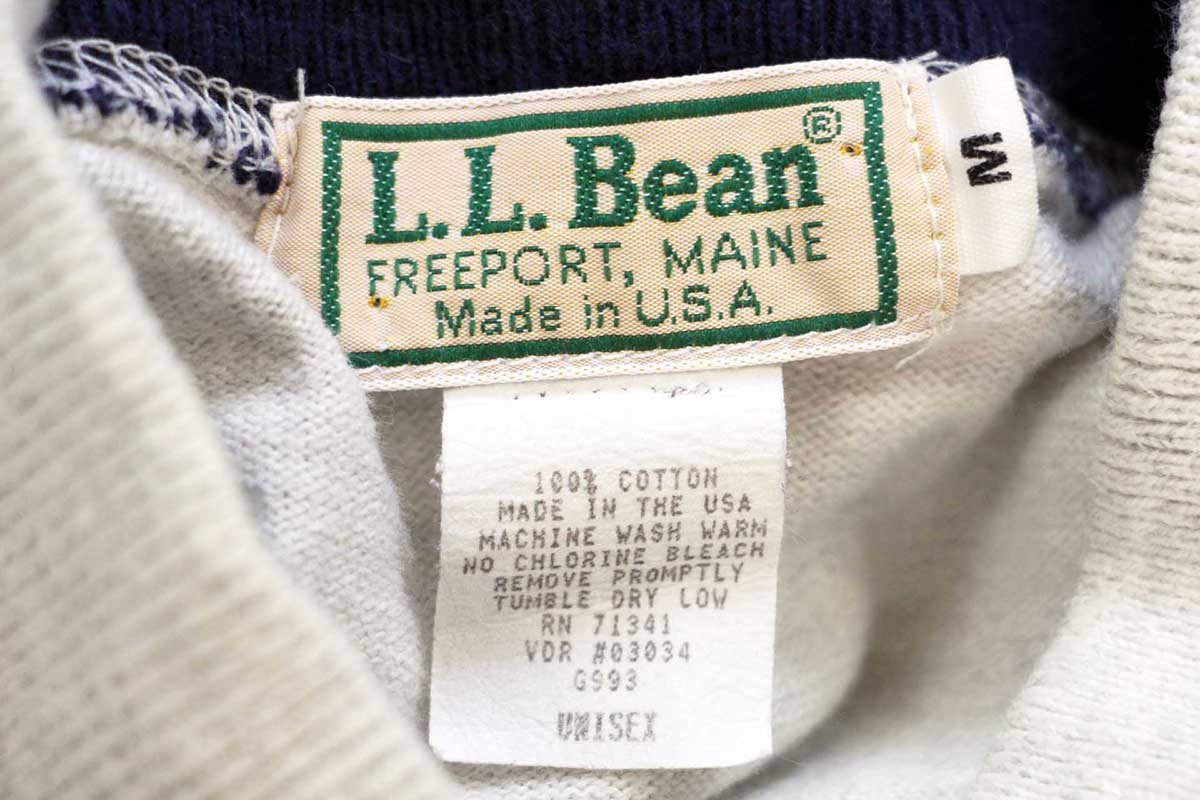 L.L. Bean®
FREEPORT, MAINE
Made in U.S.A.
M
100% COTTON
MADE IN THE USA
MACHINE WASH WARM
NO CHLORINE BLEACH
REMOVE PROMPTLY
TUMBLE DRY LOW
RN 71341
VDR #03034
G993
UNISEX